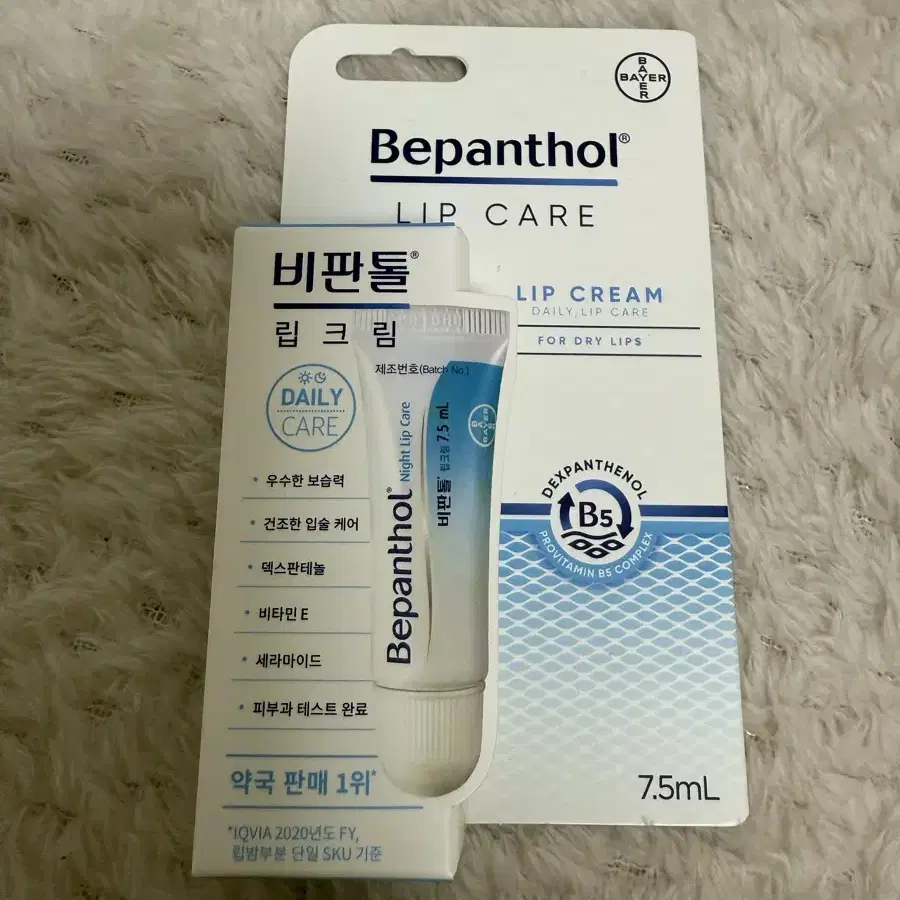 BAYER
BAYER
Bepanthol®
LIP CARE
LIP CREAM
DAILY LIP CARE
FOR DRY LIPS
DEXPANTHENOL
B5
PROVITAMIN B5 COMPLEX
7.5mL
비판톨®
립크림
DAILY
CARE
• 우수한 보습력
• 건조한 입술 케어
• 덱스판테놀
• 비타민 E
• 세라마이드
• 피부과 테스트 완료
약국 판매 1위*
*IQVIA 2020년도 FY,
립밤부분 단일 SKU 기준
제조번호(Batch No.)
Bepanthol® Night Lip Care
비판톨® 립크림 7.5 mL
BAYER
BAYER